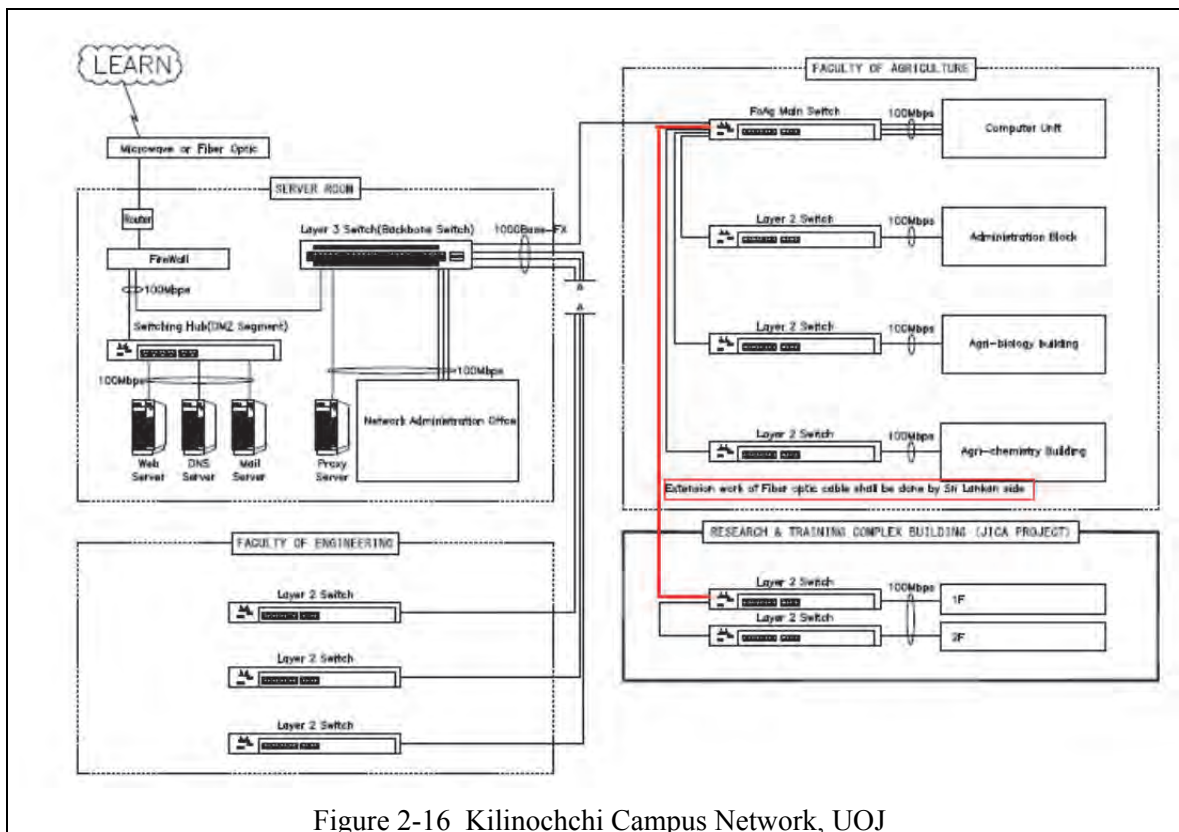 LEARN
Microwave or Fiber Optic
SERVER ROOM
Router
FireWall
100Mbps
Switching Hub(DMZ Segment)
100Mbps
Web Server
DNS Server
Mail Server
Layer 3 Switch(Backbone Switch)
1000Base-FX
A
A
100Mbps
Proxy Server
Network Administration Office
FACULTY OF ENGINEERING
Layer 2 Switch
Layer 2 Switch
Layer 2 Switch
FACULTY OF AGRICULTURE
FoAg Main Switch
100Mbps
Computer Unit
Layer 2 Switch
100Mbps
Administration Block
Layer 2 Switch
100Mbps
Agri-biology Building
Layer 2 Switch
100Mbps
Agri-chemistry Building
Extension work of Fiber optic cable shall be done by Sri Lankan side
RESEARCH & TRAINING COMPLEX BUILDING (JICA PROJECT)
Layer 2 Switch
100Mbps
1F
Layer 2 Switch
2F
Figure 2-16 Kilinochchi Campus Network, UOJ